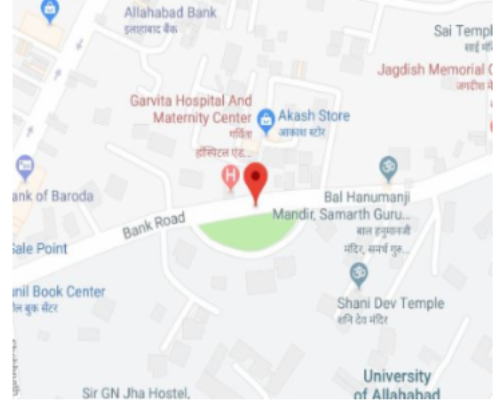 Allahabad Bank
इलाहाबाद बैंक
Sai Templ
साई मं
Jagdish Memorial C
जगदीश मे
Garvita Hospital And
Maternity Center
गर्विता
हॉस्पिटल एंड...
Akash Store
आकाश स्टोर
H
ank of Baroda
Bank Road
Bal Hanumanji
Mandir, Samarth Guru...
बाल हनुमानजी
मंदिर, समर्थ गुरु...
Sale Point
unil Book Center
नील बुक सेंटर
Shani Dev Temple
शनि देव मंदिर
University
of Allahabad
Sir GN Jha Hostel,